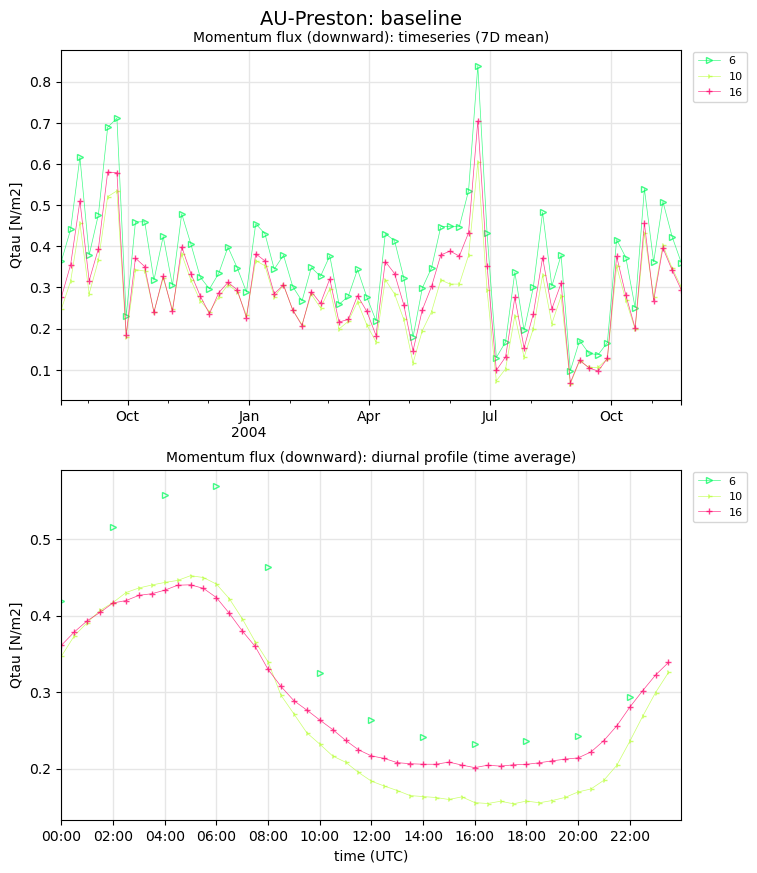 AU-Preston: baseline
Momentum flux (downward): timeseries (7D mean)
Qtau [N/m2]
0.8
0.7
0.6
0.5
0.4
0.3
0.2
0.1
Oct
Jan
2004
Apr
Jul
Oct
6
10
16
Momentum flux (downward): diurnal profile (time average)
Qtau [N/m2]
0.5
0.4
0.3
0.2
00:00
02:00
04:00
06:00
08:00
10:00
12:00
14:00
16:00
18:00
20:00
22:00
time (UTC)
6
10
16